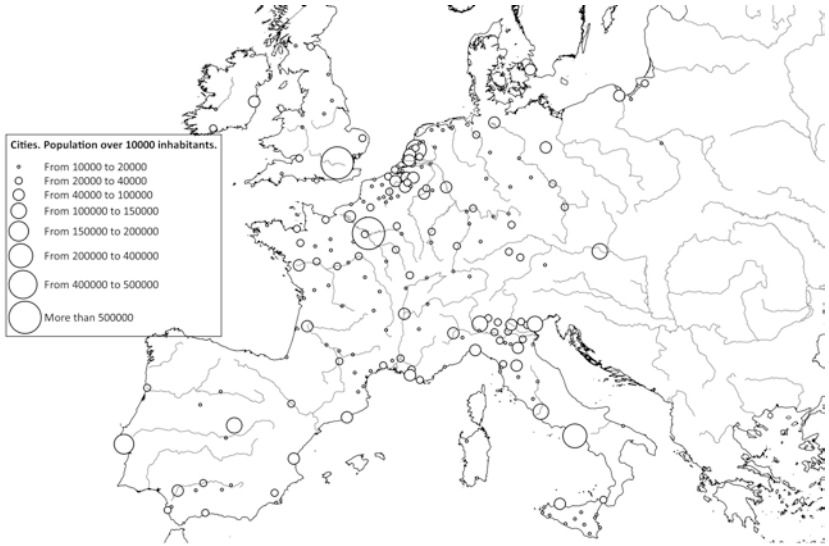 Cities. Population over 10000 inhabitants.
From 10000 to 20000
From 20000 to 40000
From 40000 to 100000
From 100000 to 150000
From 150000 to 200000
From 200000 to 400000
From 400000 to 500000
More than 500000